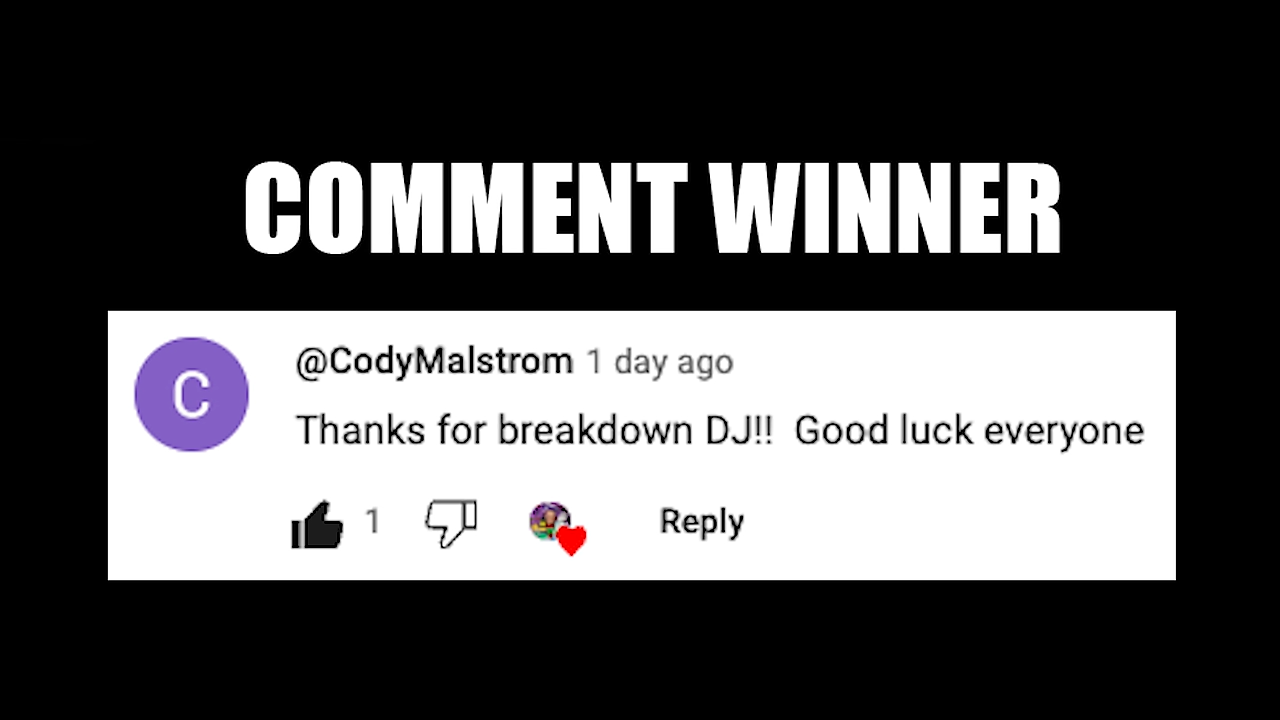 COMMENT WINNER
C
@CodyMalstrom 1 day ago
Thanks for breakdown DJ!!  Good luck everyone
1 Reply